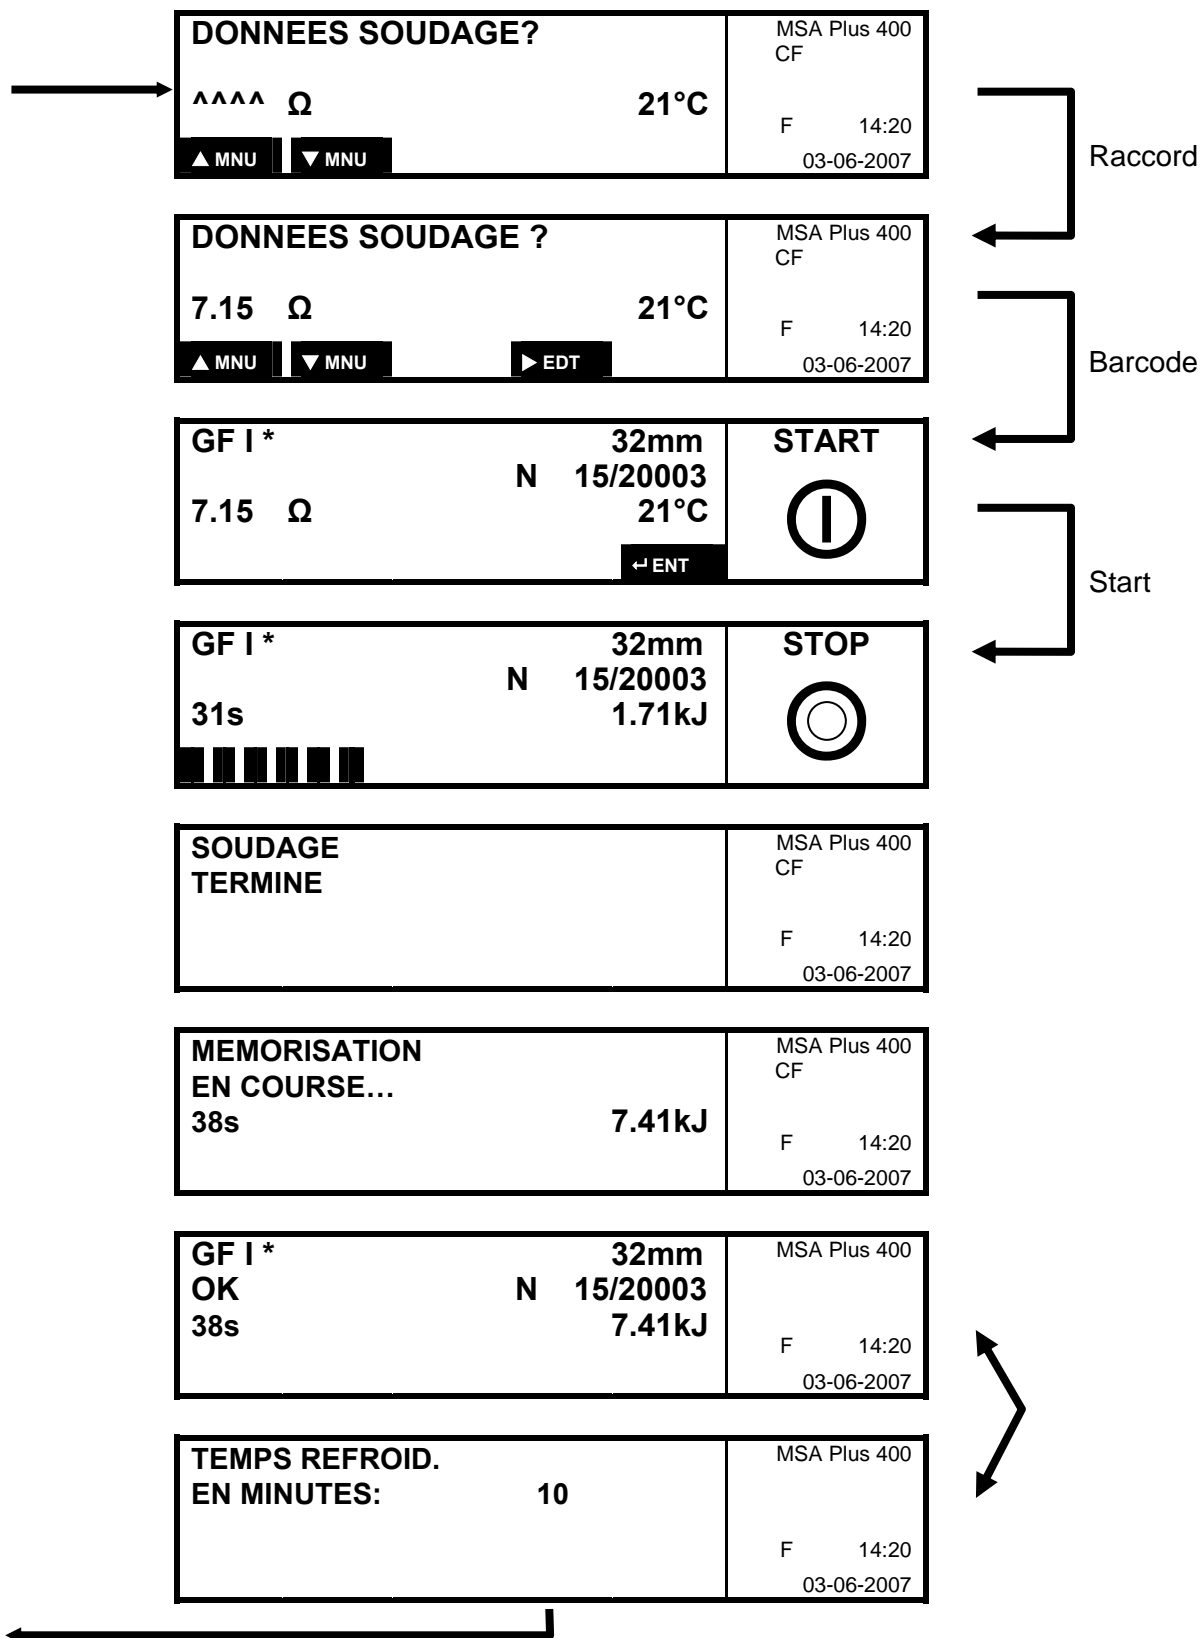 DONNEES SOUDAGE?
MSA Plus 400
CF
^^^^ Ω 21°C
F 14:20
▲ MNU ▼ MNU
03-06-2007
Raccord
DONNEES SOUDAGE ?
MSA Plus 400
CF
7.15 Ω 21°C
F 14:20
▲ MNU ▼ MNU ▶ EDT
03-06-2007
Barcode
GF I * 32mm
START
N 15/20003
7.15 Ω 21°C
↵ ENT
Start
GF I * 32mm
STOP
N 15/20003
31s 1.71kJ
SOUDAGE
TERMINE
MSA Plus 400
CF
F 14:20
03-06-2007
MEMORISATION
EN COURSE…
38s 7.41kJ
MSA Plus 400
CF
F 14:20
03-06-2007
GF I * 32mm
OK N 15/20003
38s 7.41kJ
MSA Plus 400
F 14:20
03-06-2007
TEMPS REFROID.
EN MINUTES: 10
MSA Plus 400
F 14:20
03-06-2007